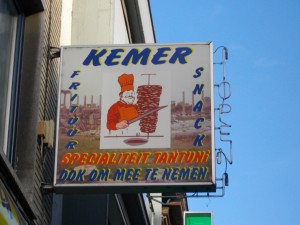 KEMER
FRITUUR
SNACK
SPECIALITEIT TANTUNI
OOK OM MEE TE NEMEN